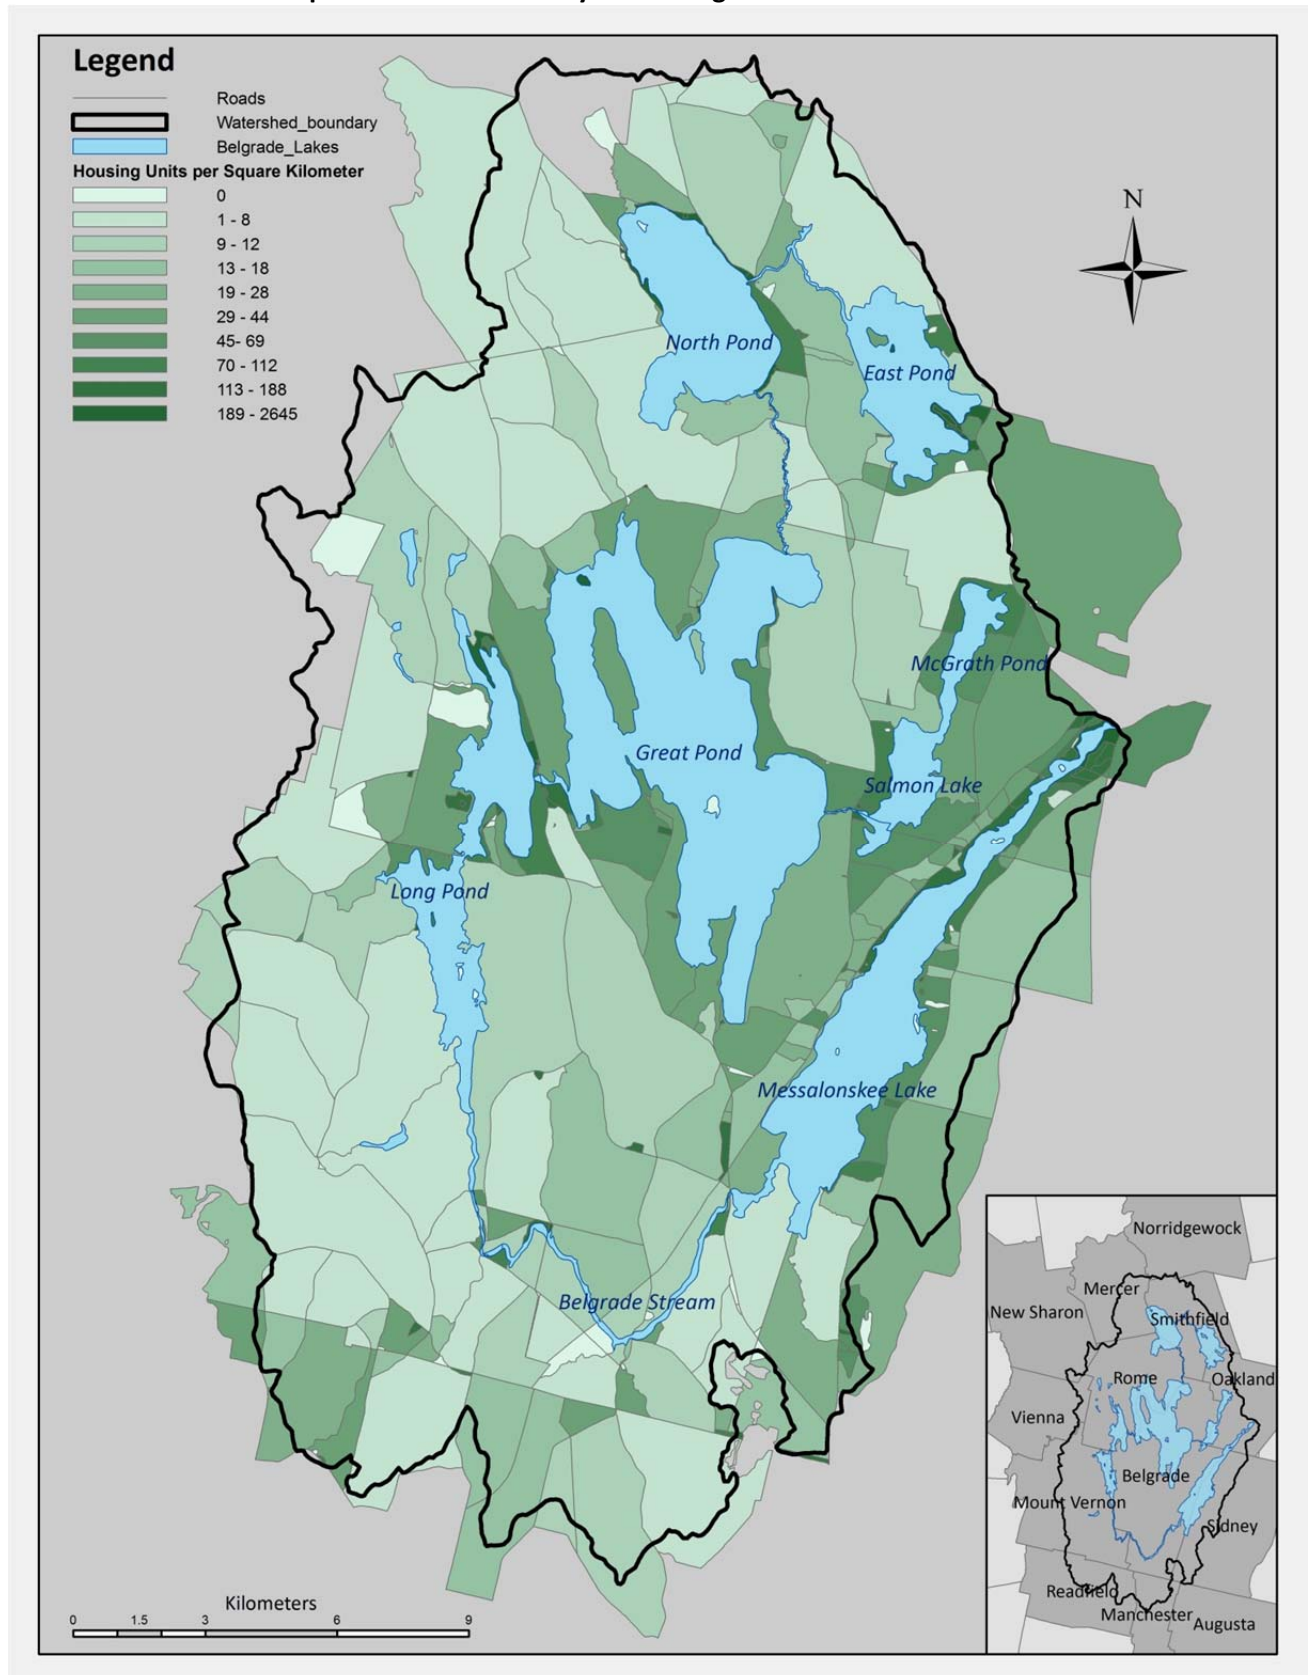 Legend
Roads
Watershed_boundary
Belgrade_Lakes
Housing Units per Square Kilometer
0
1 - 8
9 - 12
13 - 18
19 - 28
29 - 44
45- 69
70 - 112
113 - 188
189 - 2645
N
North Pond
East Pond
McGrath Pond
Great Pond
Salmon Lake
Long Pond
Messalonskee Lake
Belgrade Stream
Kilometers
0 1.5 3 6 9
Norridgewock
Mercer
New Sharon
Smithfield
Rome
Oakland
Vienna
Belgrade
Mount Vernon
Sidney
Readfield
Manchester
Augusta